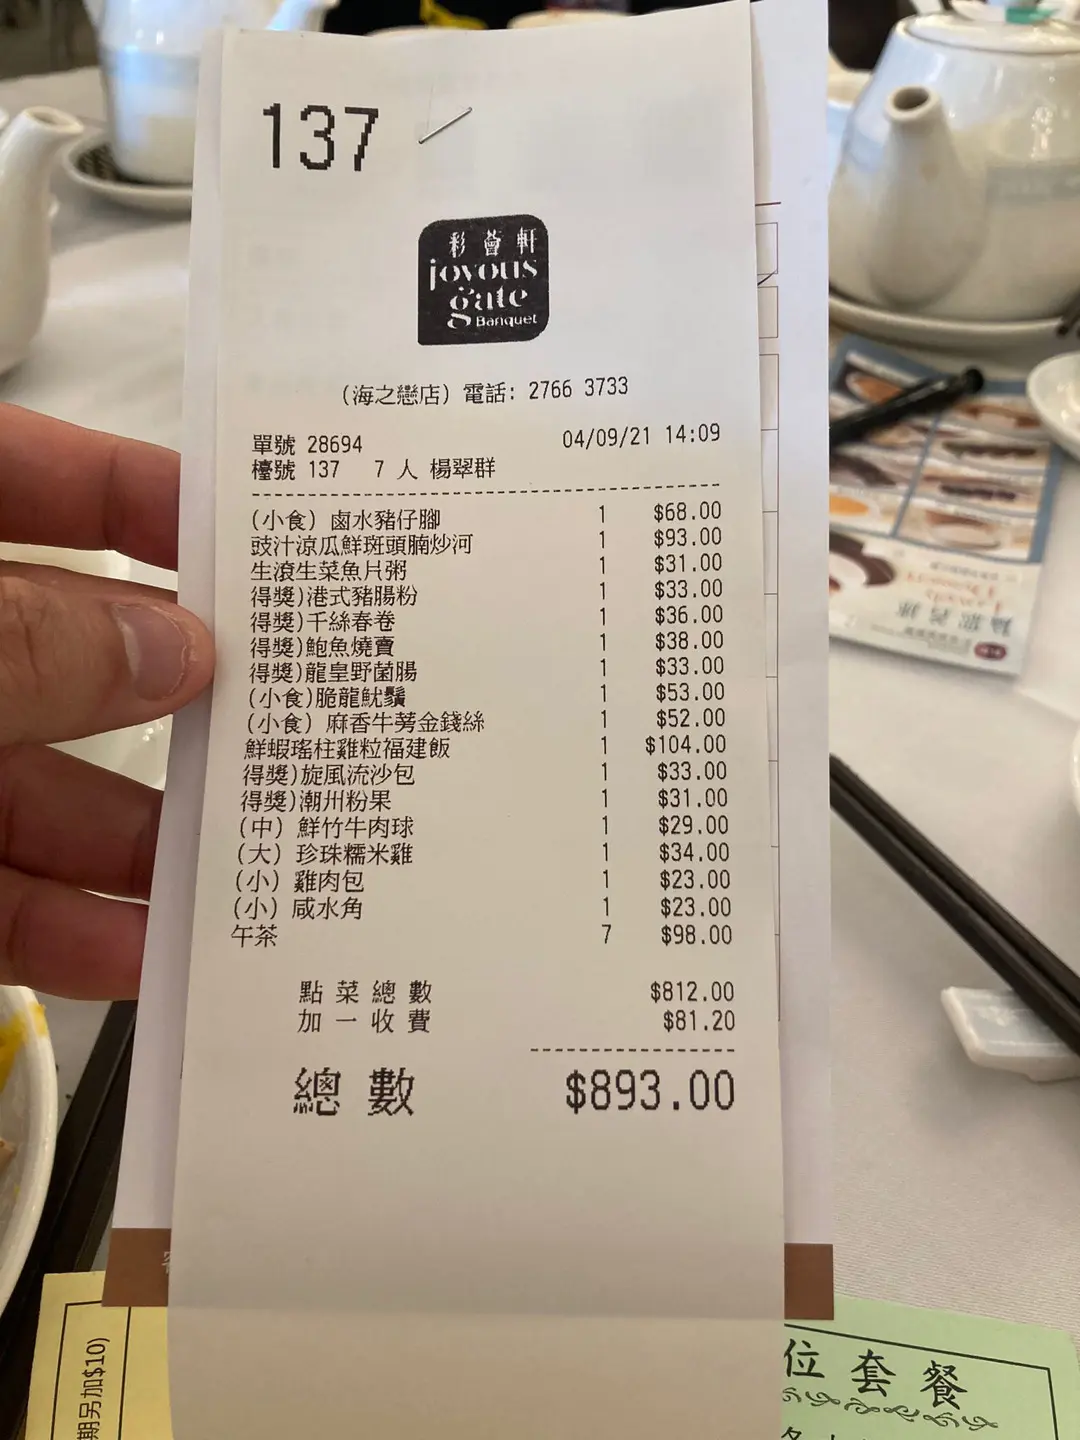 137
彩薈軒
joyous
gate
Banquet
(海之戀店) 電話: 2766 3733
單號 28694 04/09/21 14:09
檯號 137 7 人 楊翠群
(小食) 鹵水豬仔腳 1 $68.00
豉汁涼瓜鮮斑頭腩炒河 1 $93.00
生滾生菜魚片粥 1 $31.00
得獎)港式豬腸粉 1 $33.00
得獎)千絲春卷 1 $36.00
得獎)鮑魚燒賣 1 $38.00
得獎)龍皇野菌腸 1 $33.00
(小食)脆龍魷鬚 1 $53.00
(小食) 麻香牛蒡金錢絲 1 $52.00
鮮蝦瑤柱雞粒福建飯 1 $104.00
得獎)旋風流沙包 1 $33.00
得獎)潮州粉果 1 $31.00
(中) 鮮竹牛肉球 1 $29.00
(大) 珍珠糯米雞 1 $34.00
(小) 雞肉包 1 $23.00
(小) 咸水角 1 $23.00
午茶 7 $98.00
點菜總數 $812.00
加一收費 $81.20
總數 $893.00
期另加$10)
位套餐